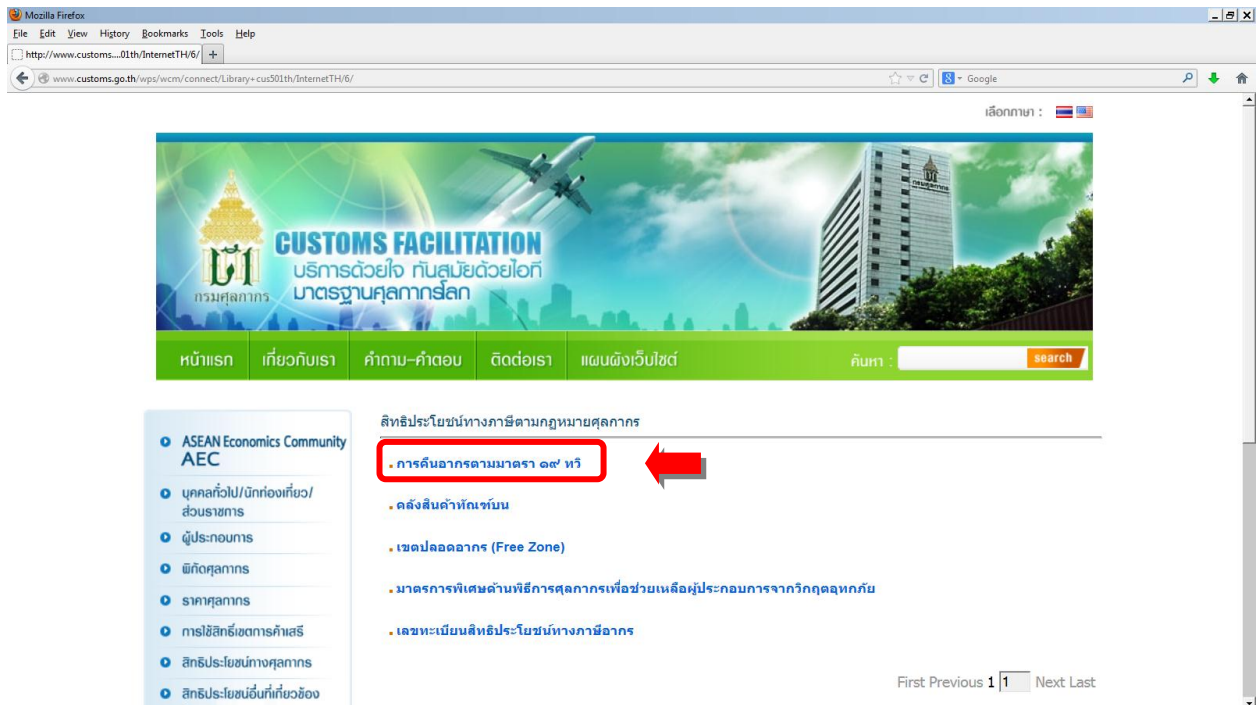 Mozilla Firefox
File Edit View History Bookmarks Tools Help
http://www.customs....01th/InternetTH/6/ +
www.customs.go.th/wps/wcm/connect/Library+cus501th/InternetTH/6/
Google
เลือกภาษา :
กรมศุลกากร
CUSTOMS FACILITATION
บริการด้วยใจ ทันสมัยด้วยไอที
มาตรฐานศุลกากรโลก
กรมศุลกากร
หน้าแรก เกี่ยวกับเรา คำถาม-คำตอบ ติดต่อเรา แผนผังเว็บไซต์ ค้นหา : search
ASEAN Economics Community
AEC
บุคคลทั่วไป/นักท่องเที่ยว/
ส่วนราชการ
ผู้ประกอบการ
พิกัดศุลกากร
ราคาศุลกากร
การใช้สิทธิ์เขตการค้าเสรี
สิทธิประโยชน์ทางศุลกากร
สิทธิประโยชน์อื่นที่เกี่ยวข้อง
สิทธิประโยชน์ทางภาษีตามกฎหมายศุลกากร
การคืนอากรตามมาตรา ๑๙ ทวิ
คลังสินค้าทัณฑ์บน
เขตปลอดอากร (Free Zone)
มาตรการพิเศษด้านพิธีการศุลกากรเพื่อช่วยเหลือผู้ประกอบการจากวิกฤตอุทกภัย
เลขทะเบียนสิทธิประโยชน์ทางภาษีอากร
First Previous 1 1 Next Last